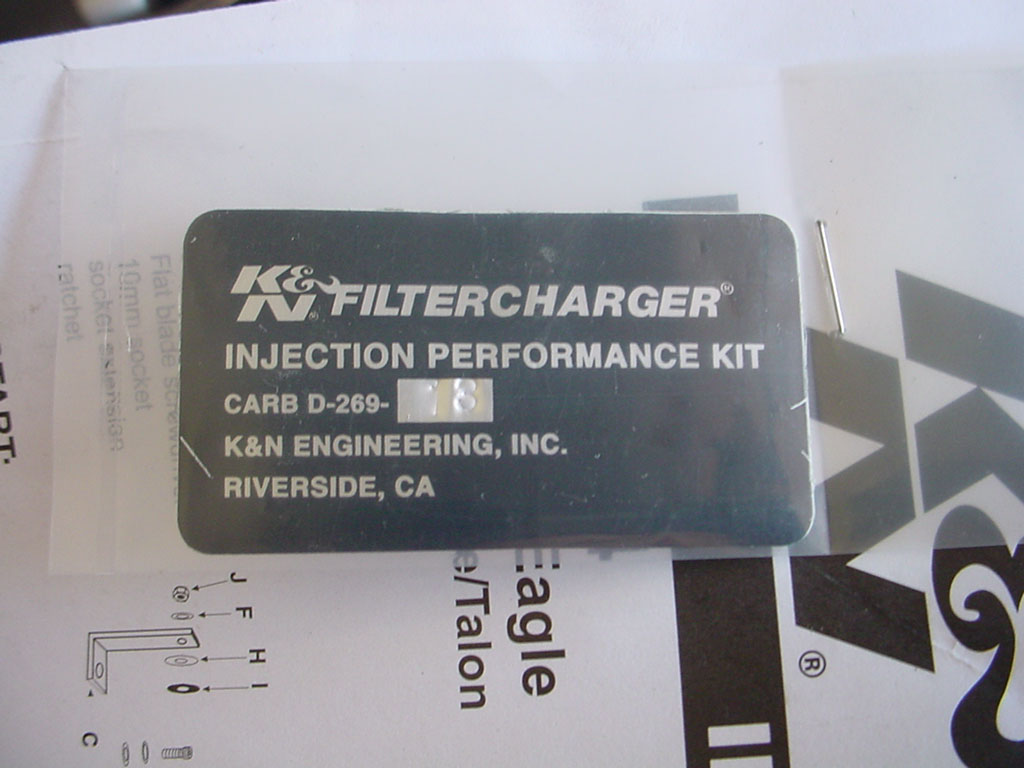 K&N® FILTERCHARGER®
INJECTION PERFORMANCE KIT
CARB D-269-18
K&N ENGINEERING, INC.
RIVERSIDE, CA
Flat blade
10mm socket
socket extension
ratchet
Eagle
e/Talon
J
F
H
I
C
®